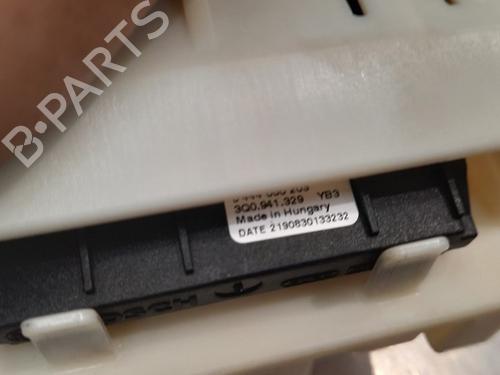 3Q0.941.329 YB3
Made in Hungary
DATE 2190830133232
B-PARTS